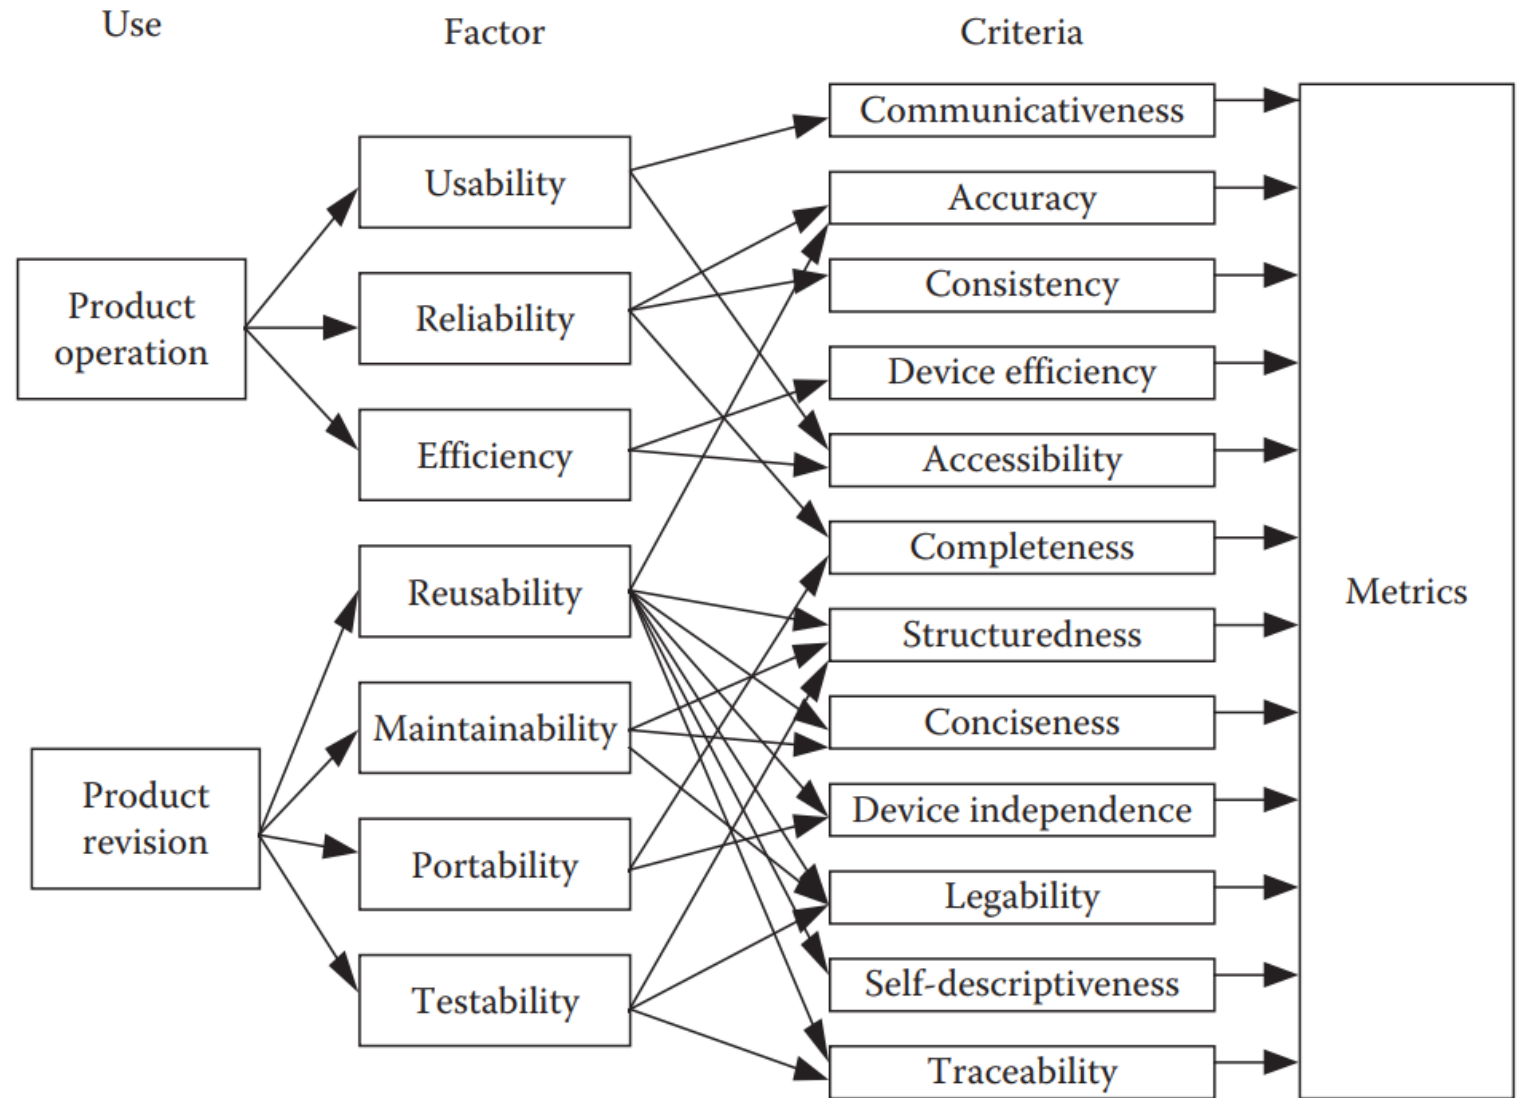 Use
Factor
Criteria
Product
operation
Product
revision
Usability
Reliability
Efficiency
Reusability
Maintainability
Portability
Testability
Communicativeness
Accuracy
Consistency
Device efficiency
Accessibility
Completeness
Structuredness
Conciseness
Device independence
Legability
Self-descriptiveness
Traceability
Metrics